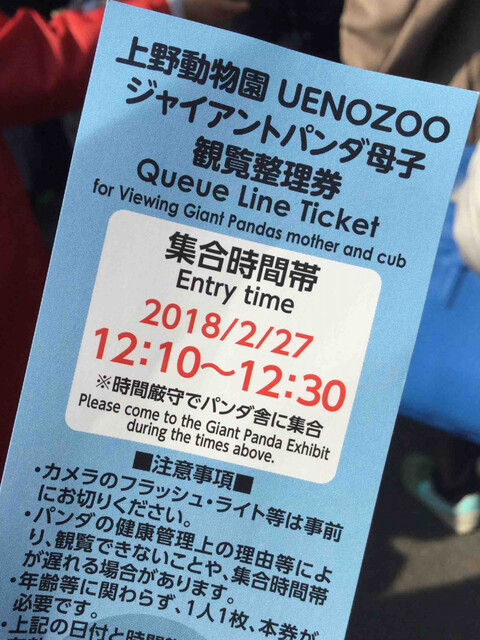 上野動物園 UENOZOO
ジャイアントパンダ母子
観覧整理券
Queue Line Ticket
for Viewing Giant Pandas mother and cub
集合時間帯
Entry time
2018/2/27
12:10～12:30
※時間厳守でパンダ舎に集合
Please come to the Giant Panda Exhibit
during the times above.
■注意事項■
・カメラのフラッシュ・ライト等は事前
にお切りください。
・パンダの健康管理上の理由等によ
り、観覧できないことや、集合時間帯
が遅れる場合があります。
・年齢等に関わらず、1人1枚、本券が
必要です。
・上記の日付と時間